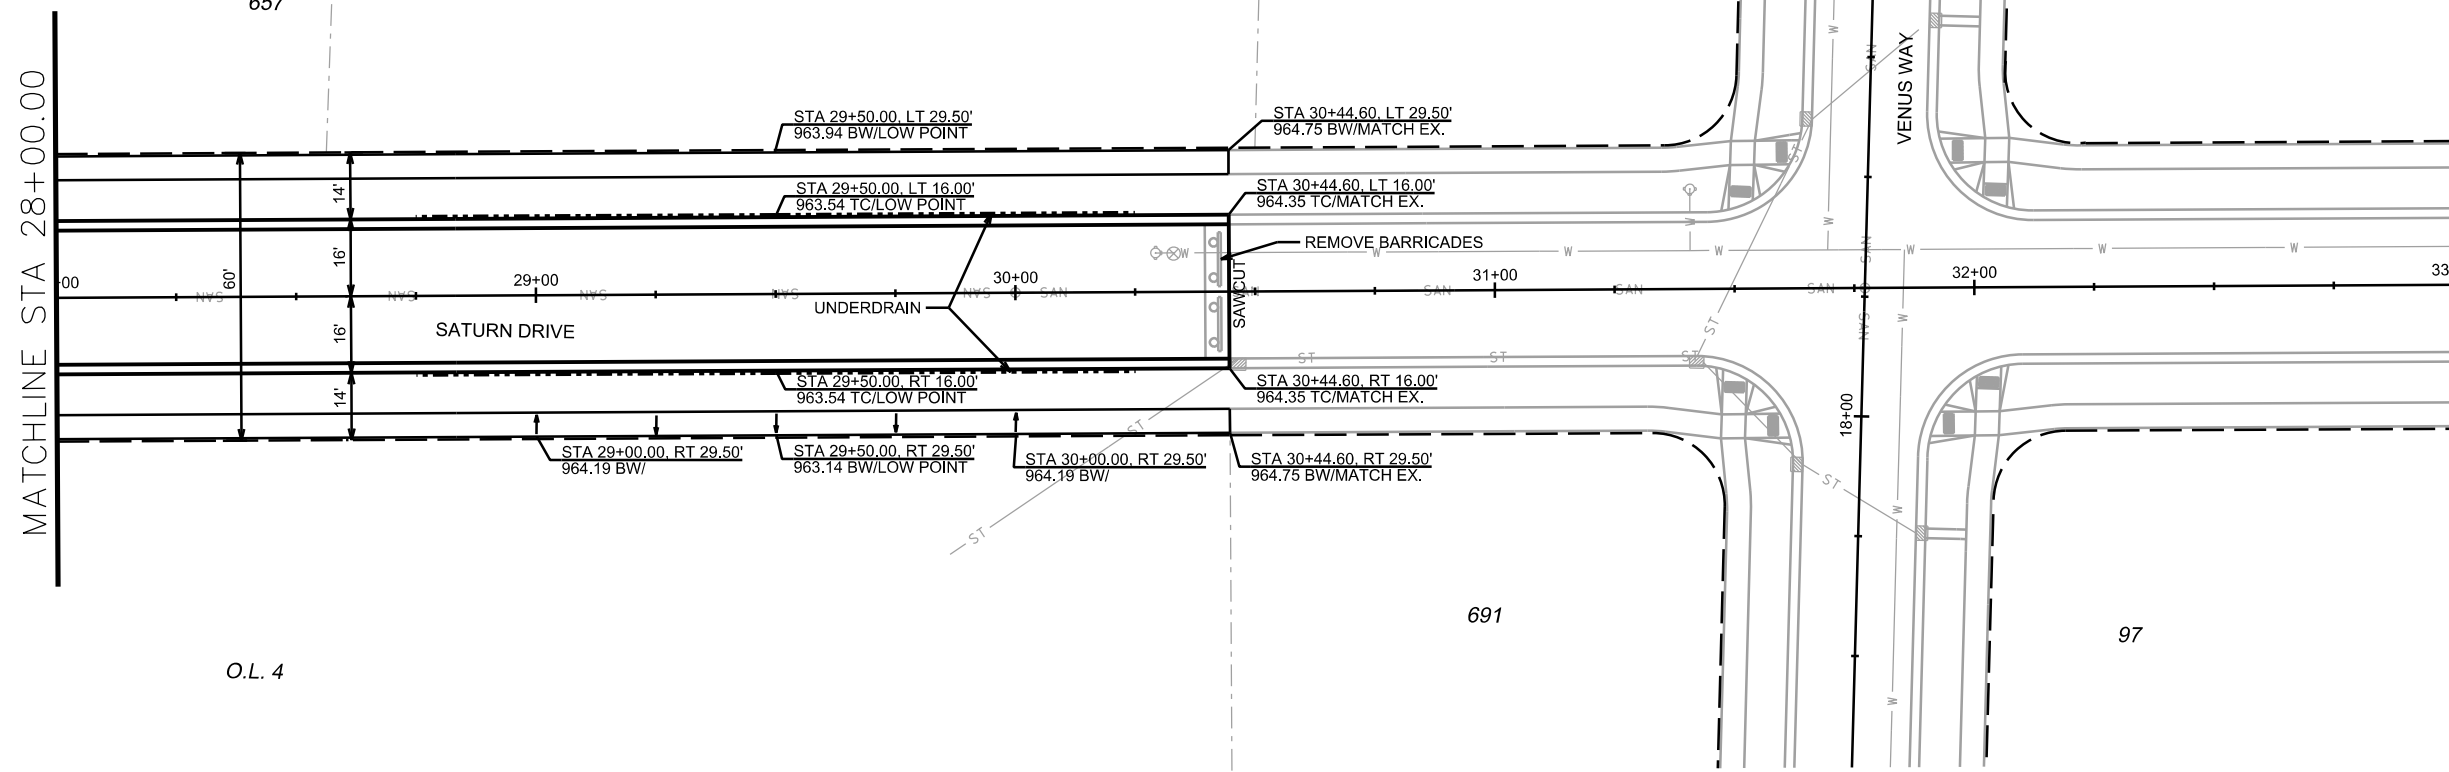 657
MATCHLINE STA 28+00.00
STA 29+50.00, LT 29.50'
963.94 BW/LOW POINT
STA 30+44.60, LT 29.50'
964.75 BW/MATCH EX.
VENUS WAY
SAN
W
ST
14'
STA 29+50.00, LT 16.00'
963.54 TC/LOW POINT
STA 30+44.60, LT 16.00'
964.35 TC/MATCH EX.
W
W
16'
60'
W
REMOVE BARRICADES
W
W
W
W
W
W
SAN
+00
29+00
30+00
31+00
32+00
33
SAN
SAN
SAN
SAN
SAN
SAN
SAN
SAN
SAN
SAWCUT
UNDERDRAIN
16'
SATURN DRIVE
ST
W
SAN
ST
ST
ST
STA 29+50.00, RT 16.00'
963.54 TC/LOW POINT
STA 30+44.60, RT 16.00'
964.35 TC/MATCH EX.
14'
18+00
ST
STA 29+00.00, RT 29.50'
964.19 BW/
STA 29+50.00, RT 29.50'
963.14 BW/LOW POINT
STA 30+00.00, RT 29.50'
964.19 BW/
STA 30+44.60, RT 29.50'
964.75 BW/MATCH EX.
ST
W
ST
691
97
O.L. 4
W